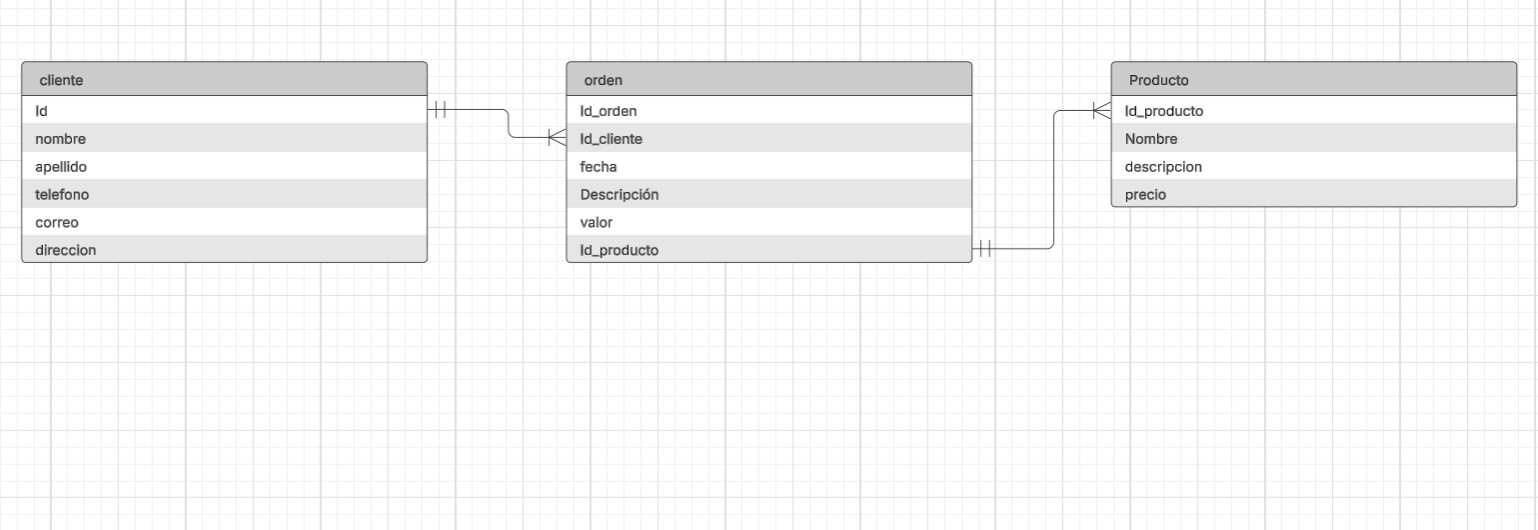 cliente
Id
nombre
apellido
telefono
correo
direccion
orden
Id_orden
Id_cliente
fecha
Descripción
valor
Id_producto
Producto
Id_producto
Nombre
descripcion
precio